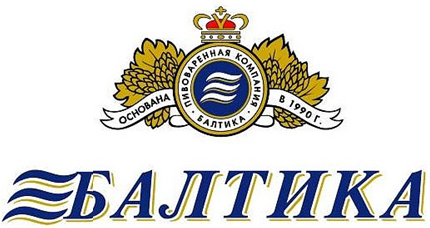 ПИВОВАРЕННАЯ КОМПАНИЯ
· БАЛТИКА ·
ОСНОВАНА
В 1990 Г.
БАЛТИКА